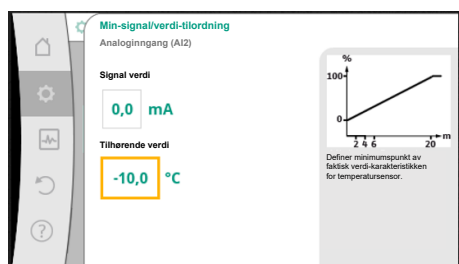 Min-signal/verdi-tilordning
Analoginngang (AI2)
Signal verdi
0,0 mA
Tilhørende verdi
-10,0 °C
%
100
0
2 4 6 20
m
Definer minimumspunkt av
faktisk verdi-karakteristikken
for temperatursensor.
?